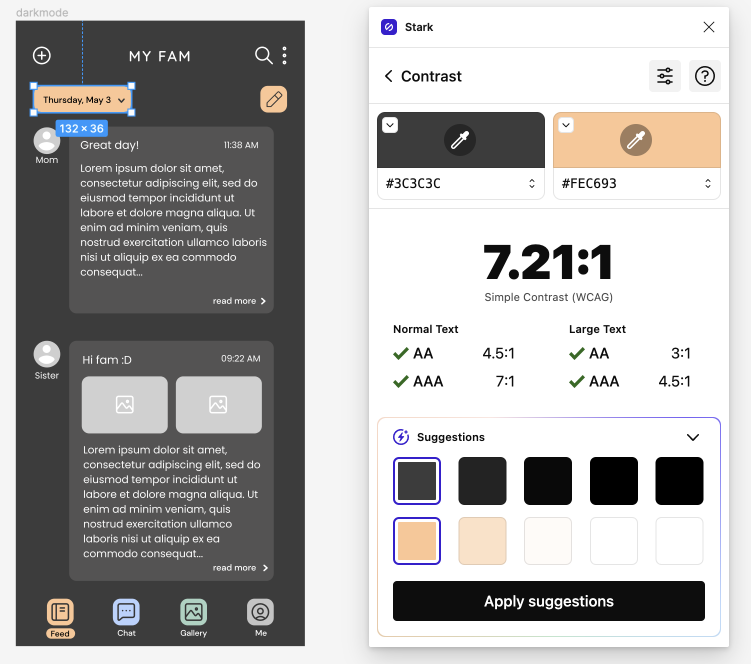 darkmode
MY FAM
Thursday, May 3
132 × 36
Mom
Great day!
11:38 AM
Lorem ipsum dolor sit amet,
consectetur adipiscing elit, sed do
eiusmod tempor incididunt ut
labore et dolore magna aliqua. Ut
enim ad minim veniam, quis
nostrud exercitation ullamco laboris
nisi ut aliquip ex ea commodo
consequat...
read more
Sister
Hi fam :D
09:22 AM
Lorem ipsum dolor sit amet,
consectetur adipiscing elit, sed do
eiusmod tempor incididunt ut
labore et dolore magna aliqua. Ut
enim ad minim veniam, quis
nostrud exercitation ullamco
laboris nisi ut aliquip ex ea
commodo consequat...
read more
Feed
Chat
Gallery
Me
Stark
Contrast
#3C3C3C
#FEC693
7.21:1
Simple Contrast (WCAG)
Normal Text
AA 4.5:1
AAA 7:1
Large Text
AA 3:1
AAA 4.5:1
Suggestions
Apply suggestions